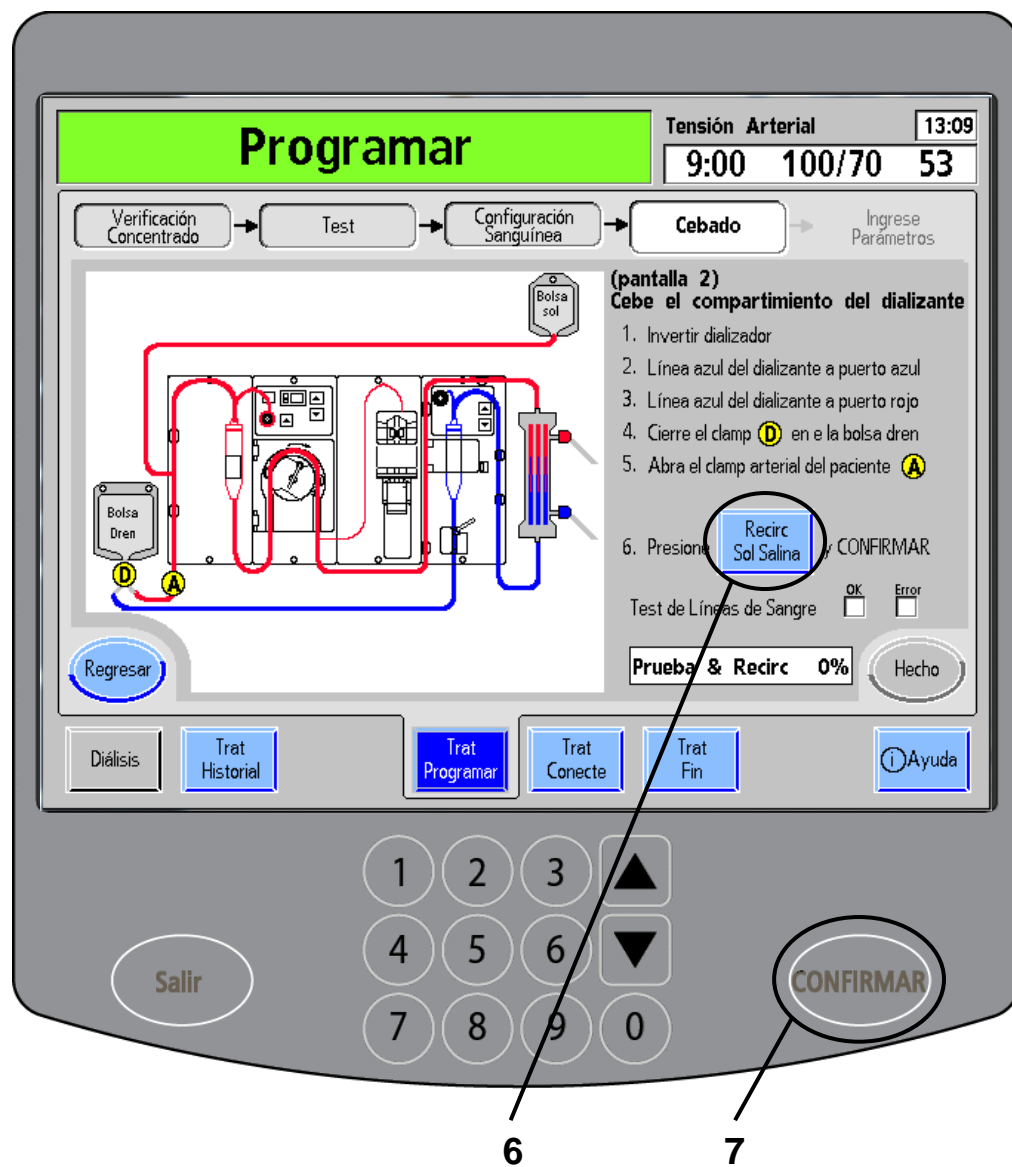 Programar
Tensión Arterial
13:09
9:00 100/70 53
Verificación
Concentrado
Test
Configuración
Sanguínea
Cebado
Ingrese
Parámetros
Bolsa
sol
Bolsa
Dren
D
A
(pantalla 2)
Cebe el compartimiento del dializante
1. Invertir dializador
2. Línea azul del dializante a puerto azul
3. Línea azul del dializante a puerto rojo
4. Cierre el clamp D en e la bolsa dren
5. Abra el clamp arterial del paciente A
6. Presione Recirc
Sol Salina y CONFIRMAR
Test de Líneas de Sangre OK Error
Prueba & Recirc 0%
Regresar
Hecho
Diálisis
Trat
Historial
Trat
Programar
Trat
Conecte
Trat
Fin
iAyuda
1 2 3
4 5 6
7 8 9 0
Salir
CONFIRMAR
6 7